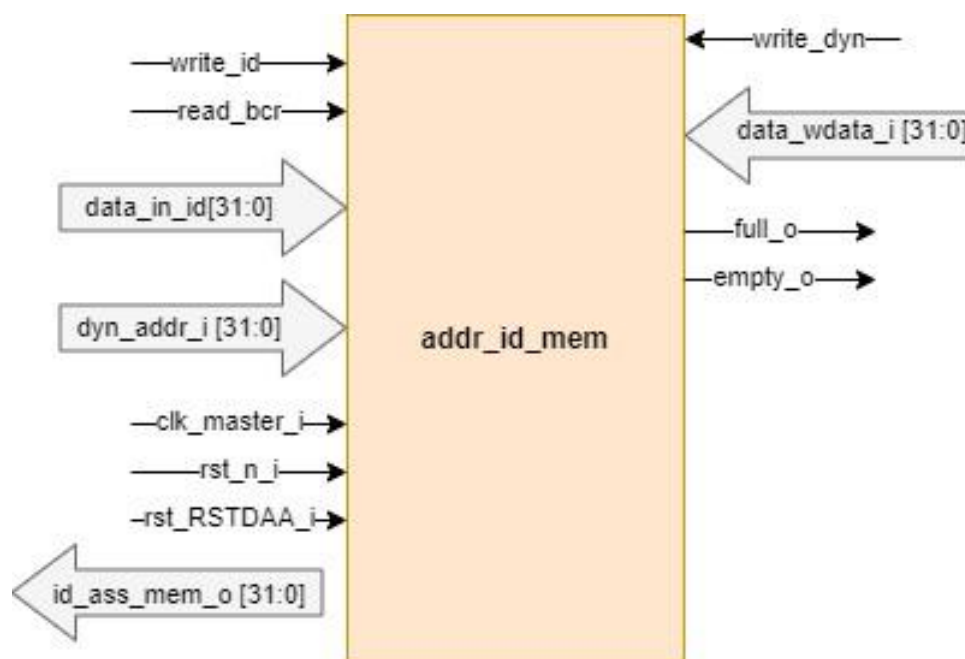 write_id
read_bcr
data_in_id[31:0]
dyn_addr_i [31:0]
clk_master_i
rst_n_i
rst_RSTDAA_i
id_ass_mem_o [31:0]
addr_id_mem
write_dyn
data_wdata_i [31:0]
full_o
empty_o